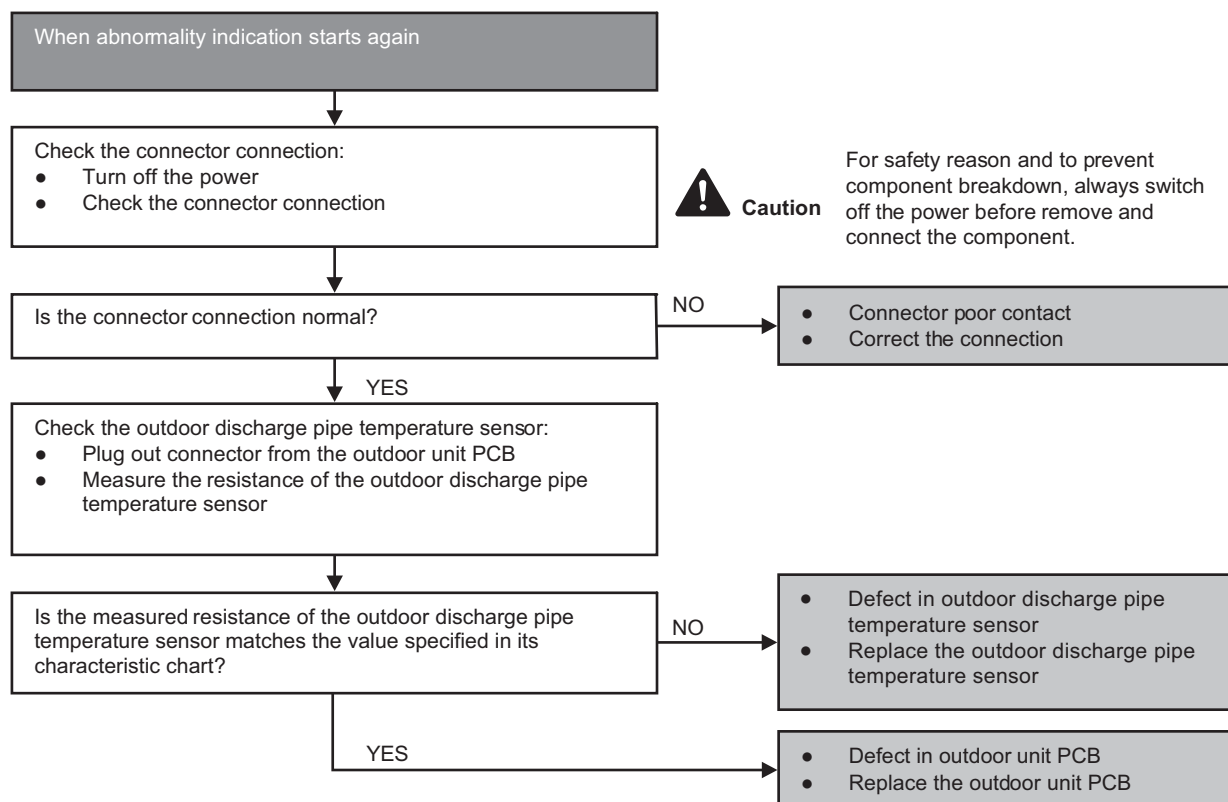 When abnormality indication starts again
Check the connector connection:
● Turn off the power
● Check the connector connection
Caution
For safety reason and to prevent
component breakdown, always switch
off the power before remove and
connect the component.
Is the connector connection normal?
NO
● Connector poor contact
● Correct the connection
YES
Check the outdoor discharge pipe temperature sensor:
● Plug out connector from the outdoor unit PCB
● Measure the resistance of the outdoor discharge pipe
temperature sensor
Is the measured resistance of the outdoor discharge pipe
temperature sensor matches the value specified in its
characteristic chart?
NO
● Defect in outdoor discharge pipe
temperature sensor
● Replace the outdoor discharge pipe
temperature sensor
YES
● Defect in outdoor unit PCB
● Replace the outdoor unit PCB